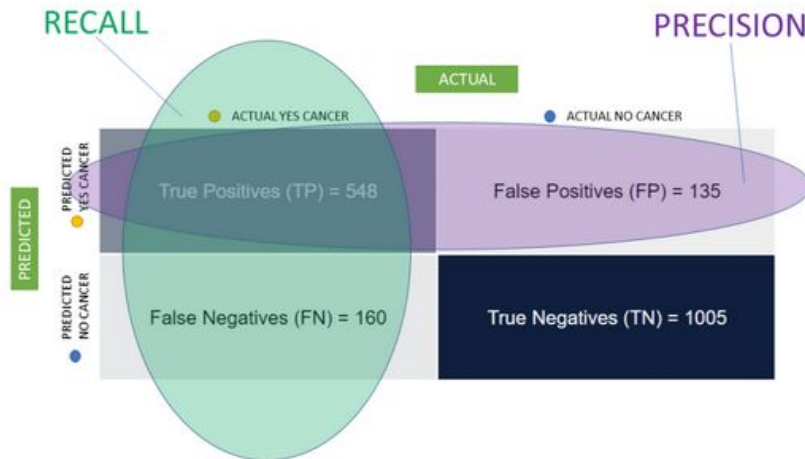 RECALL
PRECISION
ACTUAL
ACTUAL YES CANCER
ACTUAL NO CANCER
PREDICTED
PREDICTED
YES CANCER
True Positives (TP) = 548
False Positives (FP) = 135
PREDICTED
NO CANCER
False Negatives (FN) = 160
True Negatives (TN) = 1005